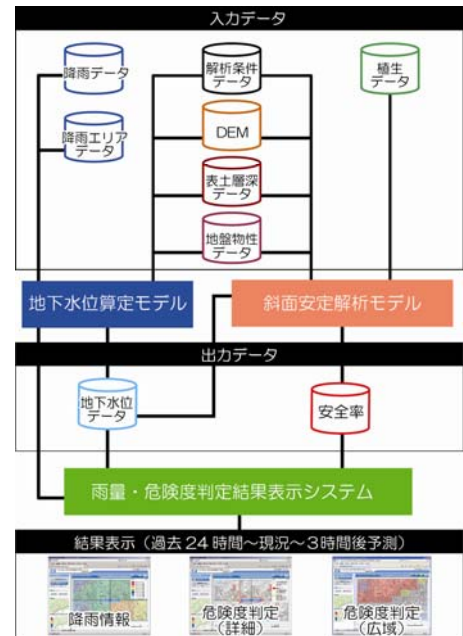 入力データ
降雨データ
解析条件
データ
植生
データ
降雨エリア
データ
DEM
表土層深
データ
地盤物性
データ
地下水位算定モデル
斜面安定解析モデル
出力データ
地下水位
データ
安全率
雨量・危険度判定結果表示システム
結果表示（過去24時間～現況～3時間後予測）
降雨情報
危険度判定
（詳細）
危険度判定
（広域）